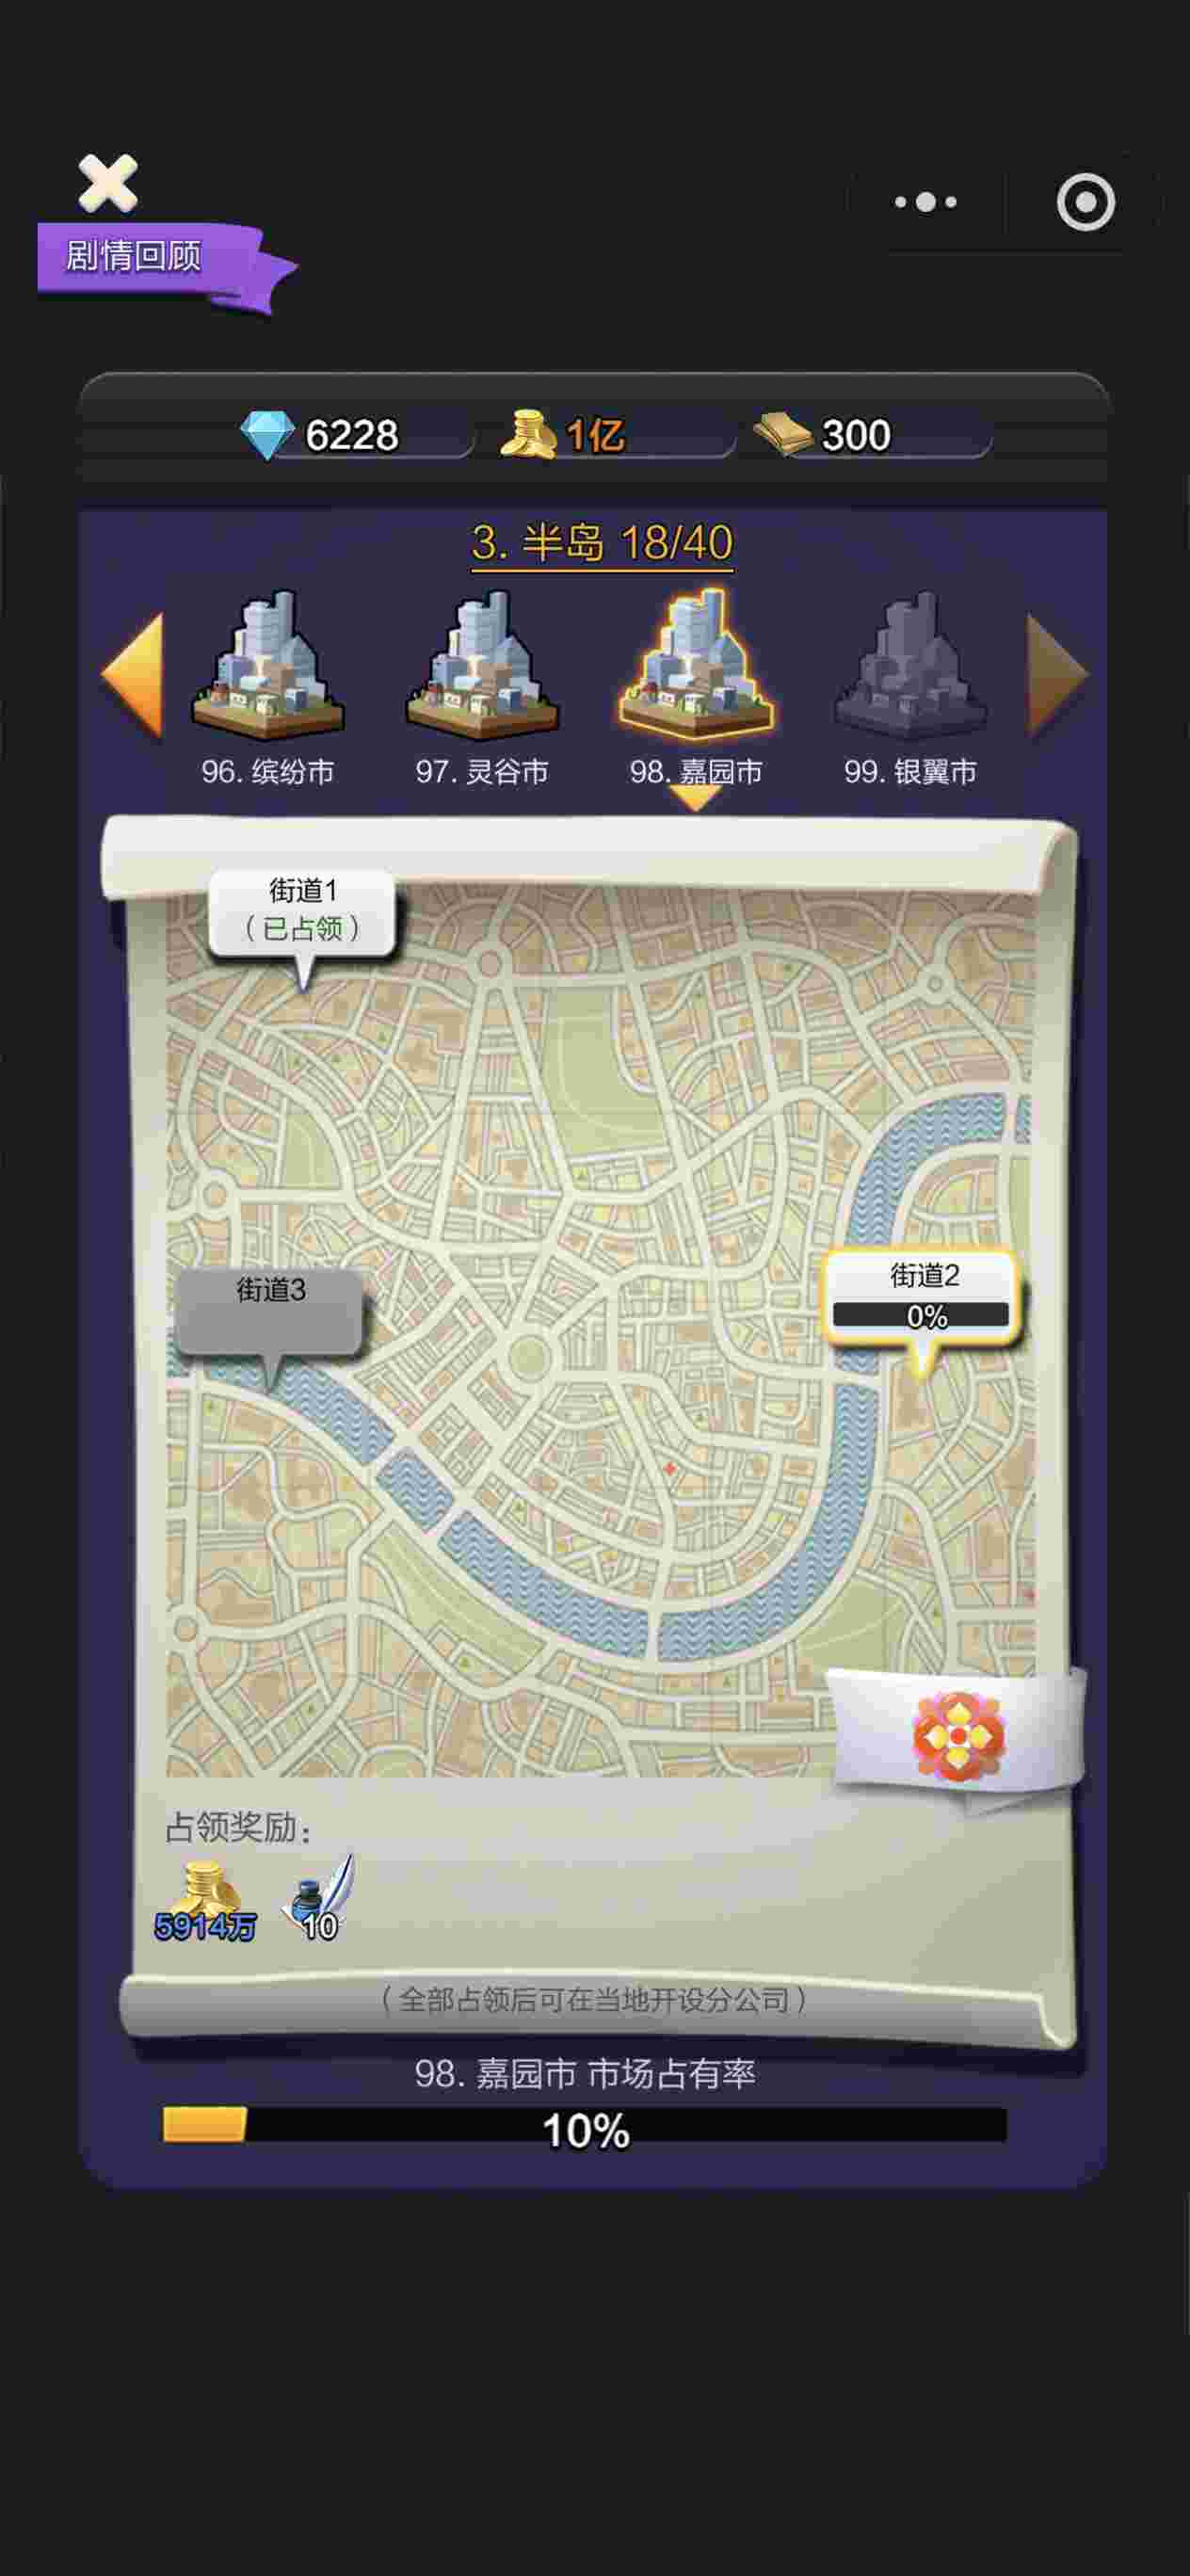 剧情回顾
6228
1亿
300
3. 半岛 18/40
96. 缤纷市
97. 灵谷市
98. 嘉园市
99. 银翼市
街道1
（已占领）
街道2
0%
街道3
占领奖励：
5914万
10
（全部占领后可在当地开设分公司）
98. 嘉园市 市场占有率
10%